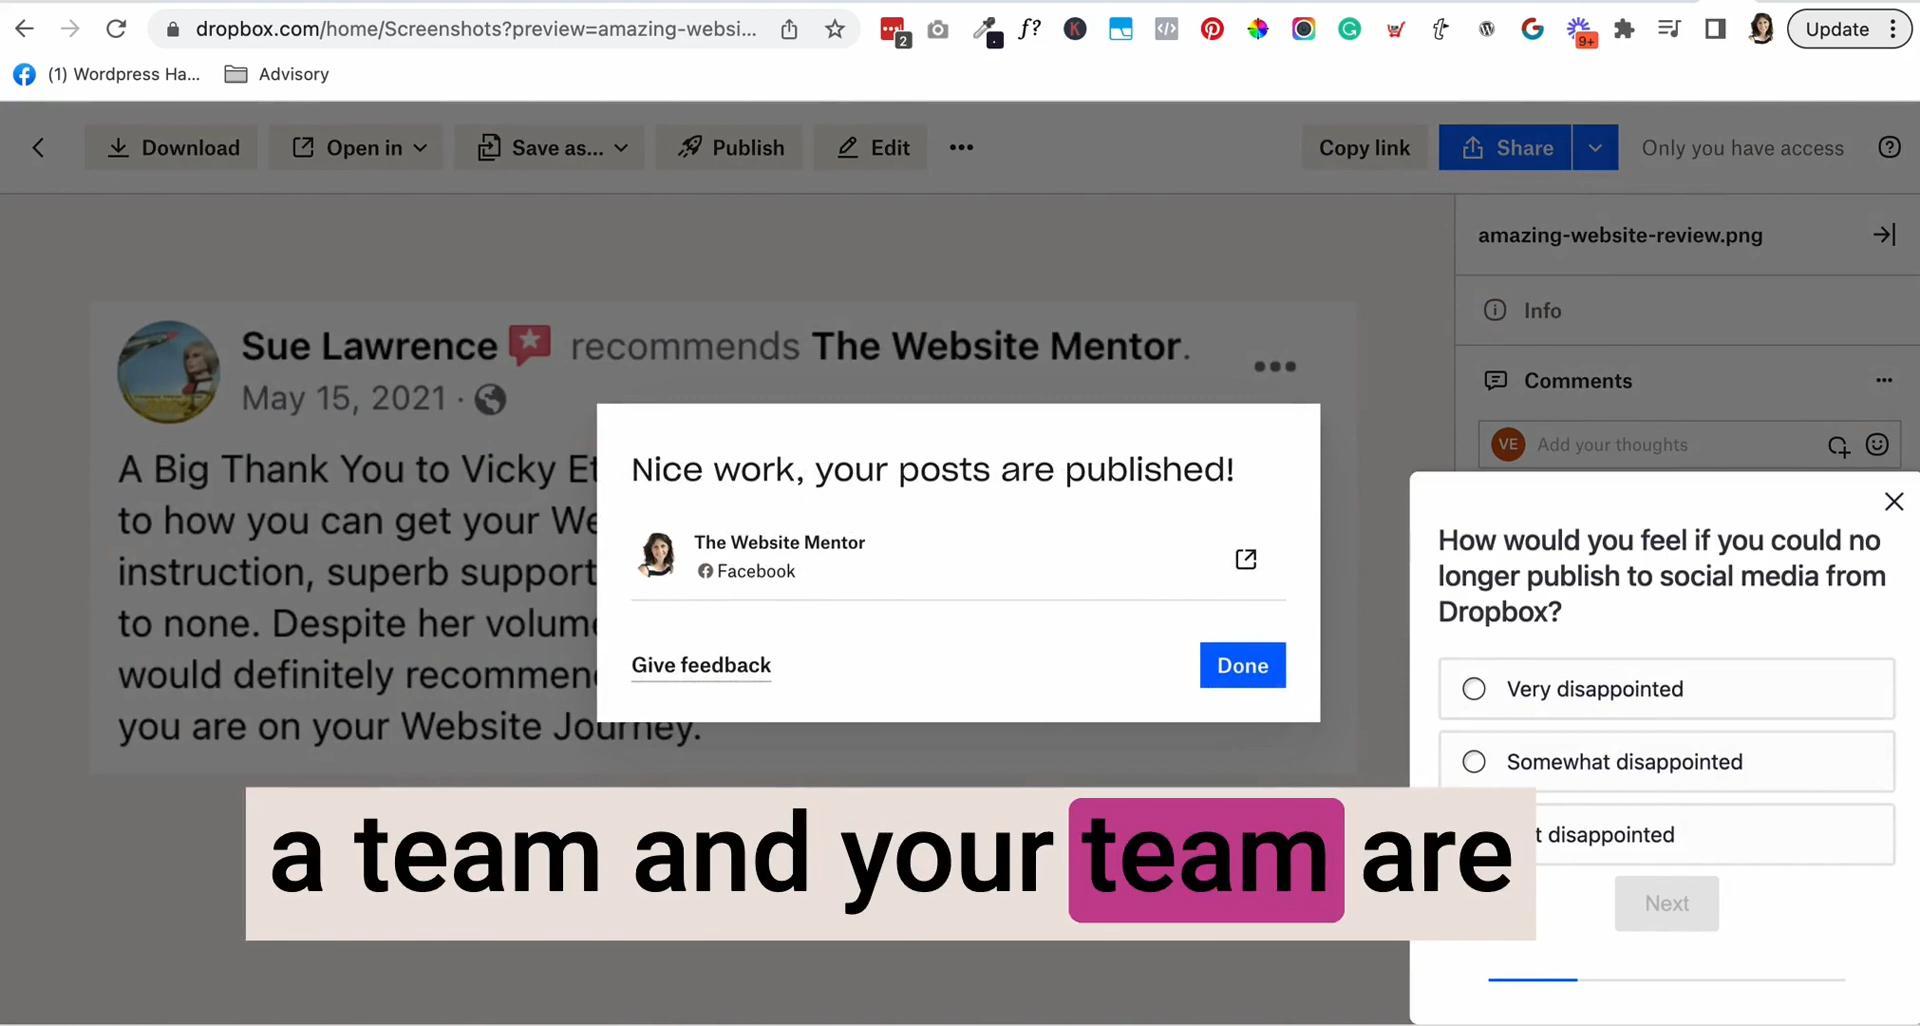 dropbox.com/home/Screenshots?preview=amazing-websi...
2
f?
K
9+
Update
(1) Wordpress Ha...
Advisory
Download
Open in
Save as...
Publish
Edit
Copy link
Share
Only you have access
amazing-website-review.png
Info
Comments
VE
Add your thoughts
Sue Lawrence recommends The Website Mentor.
May 15, 2021 ·
A Big Thank You to Vicky Et
to how you can get your We
instruction, superb support
to none. Despite her volum
would definitely recommen
you are on your Website Journey.
Nice work, your posts are published!
The Website Mentor
Facebook
Give feedback
Done
How would you feel if you could no
longer publish to social media from
Dropbox?
Very disappointed
Somewhat disappointed
t disappointed
Next
a team and your team are